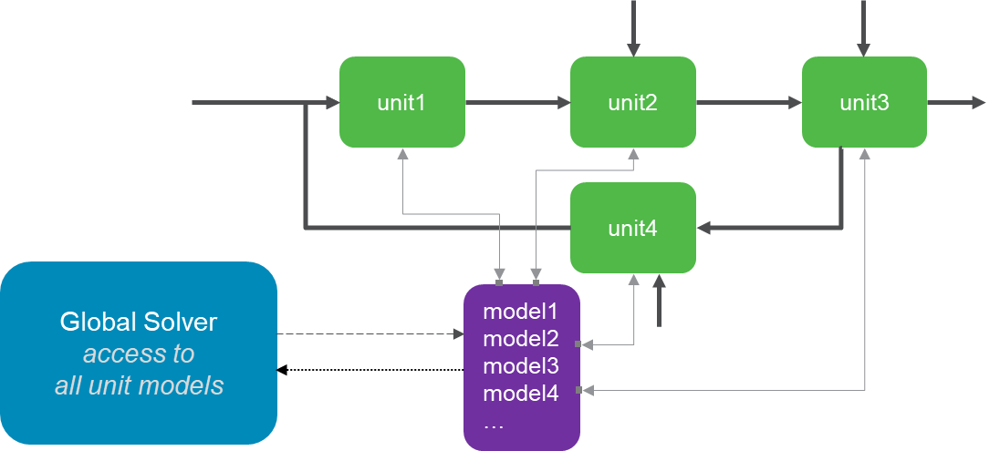 unit1
unit2
unit3
unit4
Global Solver
access to
all unit models
model1
model2
model3
model4
...